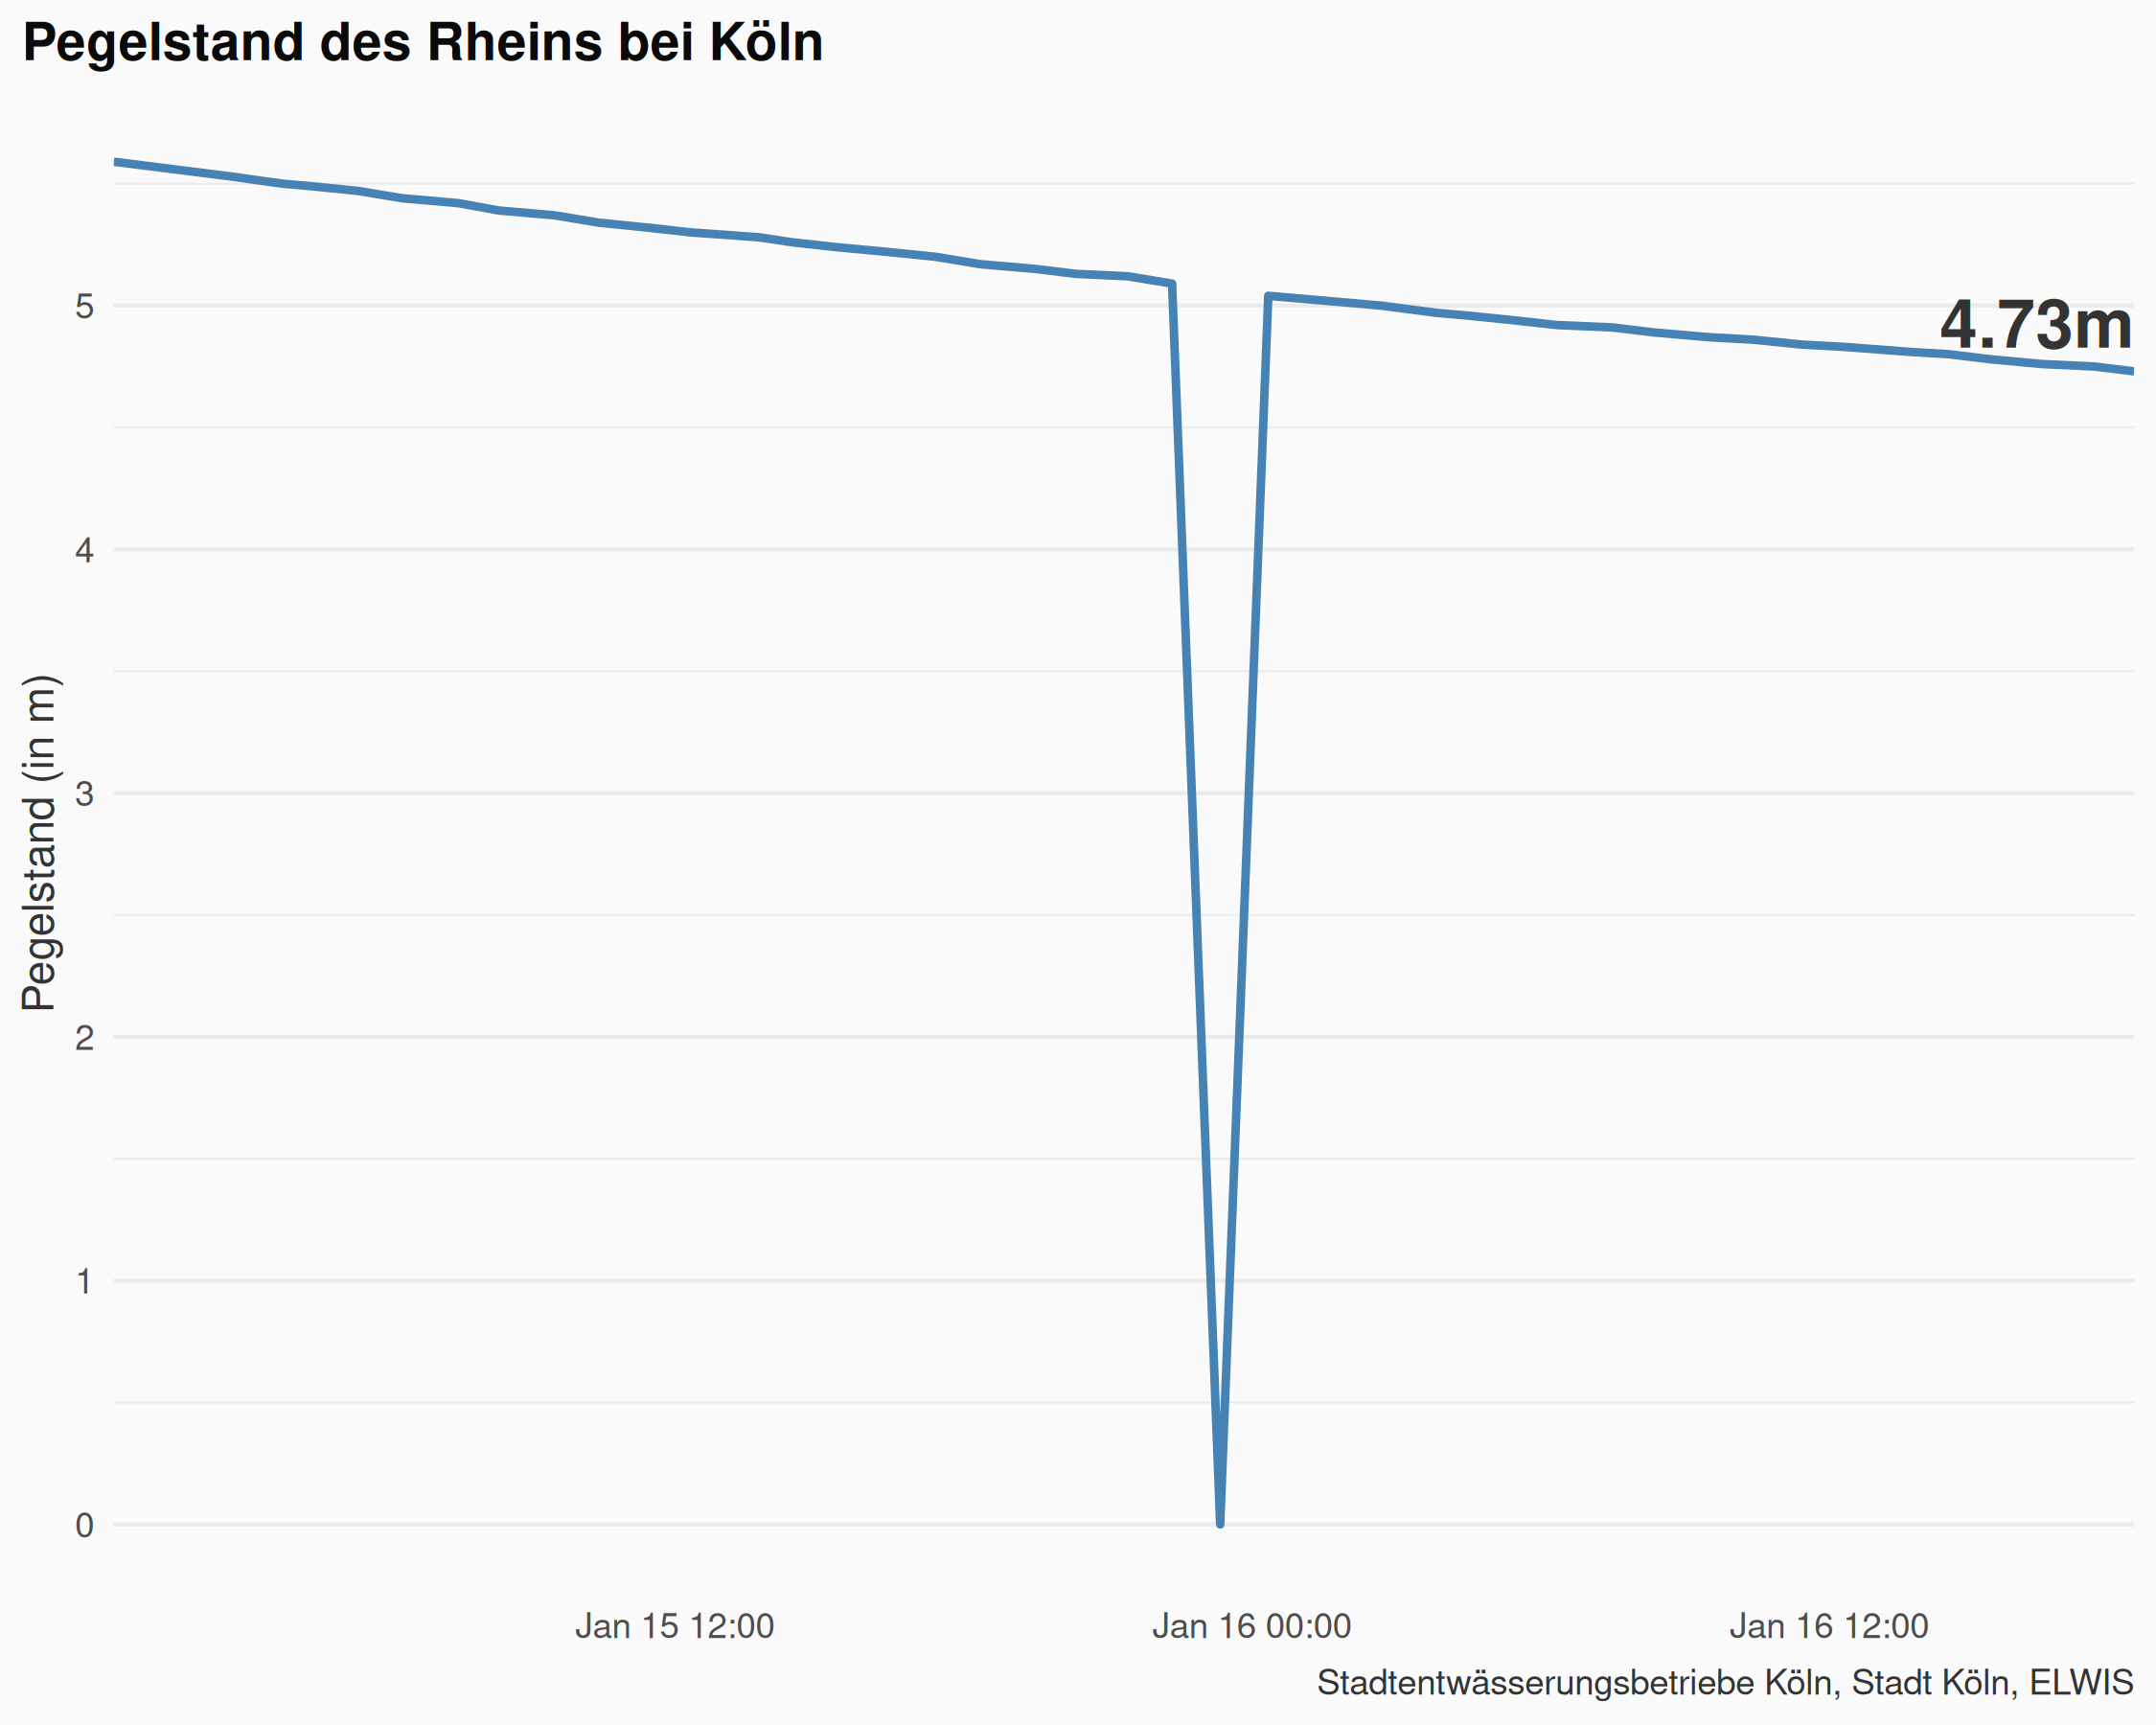 Pegelstand des Rheins bei Köln
Pegelstand (in m)
5
4
3
2
1
0
4.73m
Jan 15 12:00
Jan 16 00:00
Jan 16 12:00
Stadtentwässerungsbetriebe Köln, Stadt Köln, ELWIS